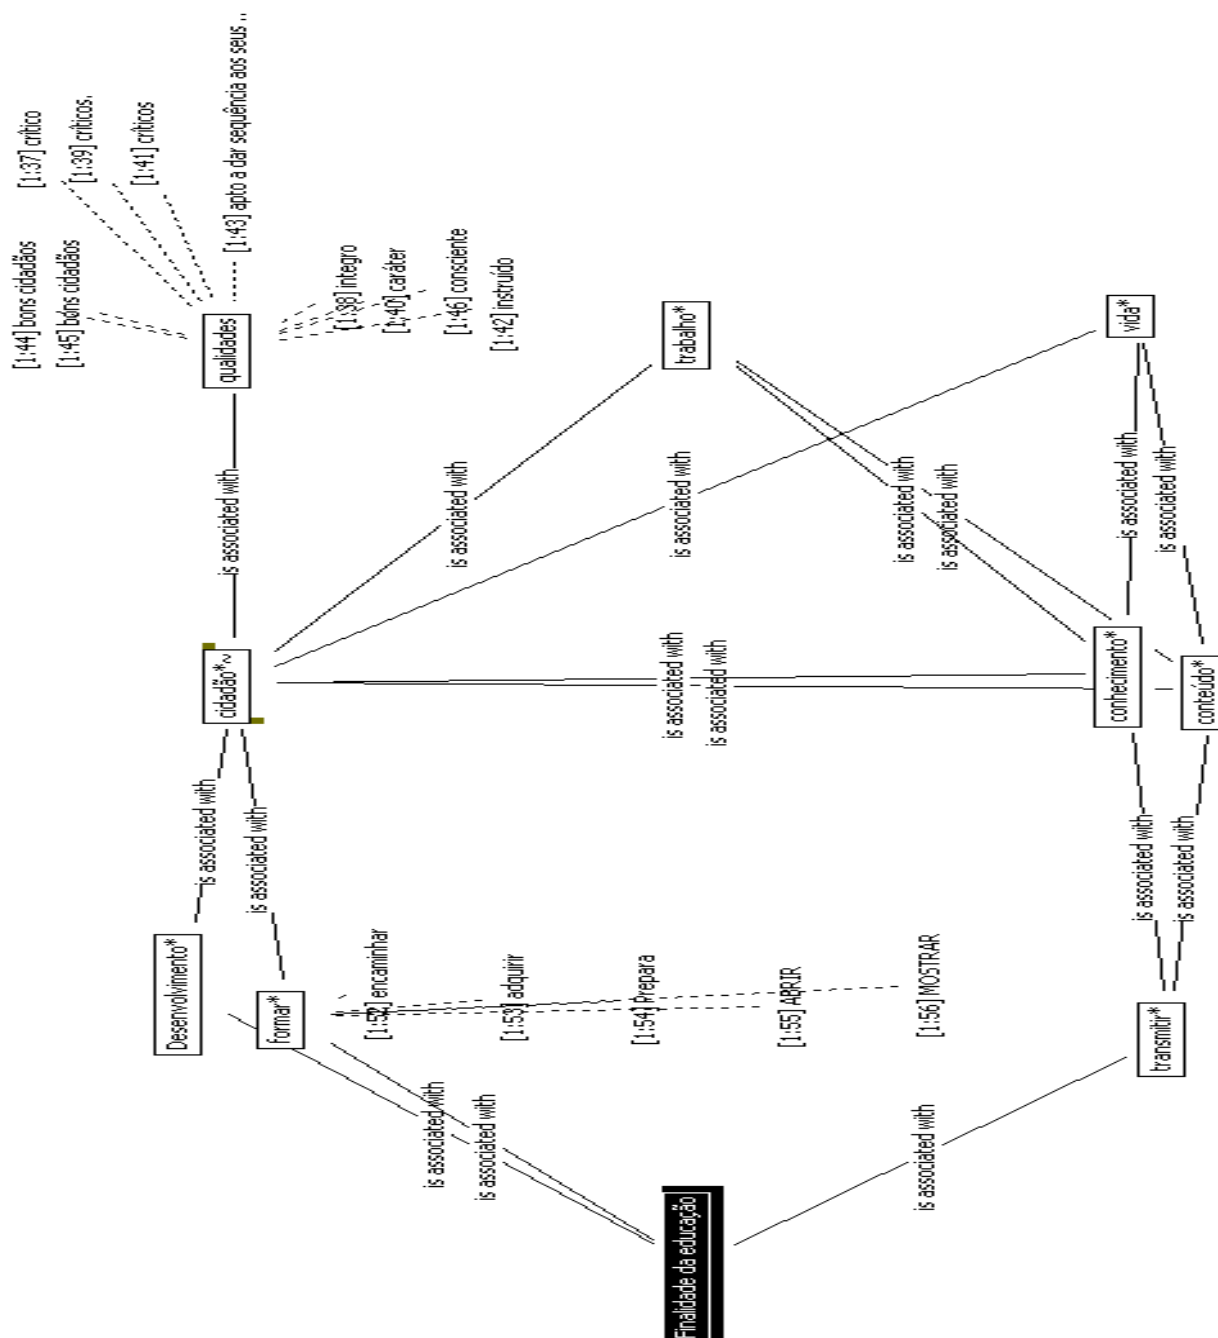 [1:44] bons cidadãos
[1:37] crítico
[1:45] bons cidadãos
[1:39] críticos.
[1:41] críticos
Desenvolvimento*
is associated with
formar*
is associated with
cidadão*~
is associated with
qualidades
[1:43] apto a dar sequência aos seus ..
[1:38] integro
[1:52] encaminhar
[1:40] caráter
is associated with
is associated with
[1:46] consciente
is associated with
[1:53] adquirir
[1:42] instruído
[1:54] Prepara
Finalidade da educação
is associated with
is associated with
trabalho*
is associated with
[1:55] ABRIR
is associated with
[1:56] MOSTRAR
is associated with
is associated with
conhecimento*
is associated with
vida*
is associated with
transmitir*
is associated with
is associated with
conteúdo*